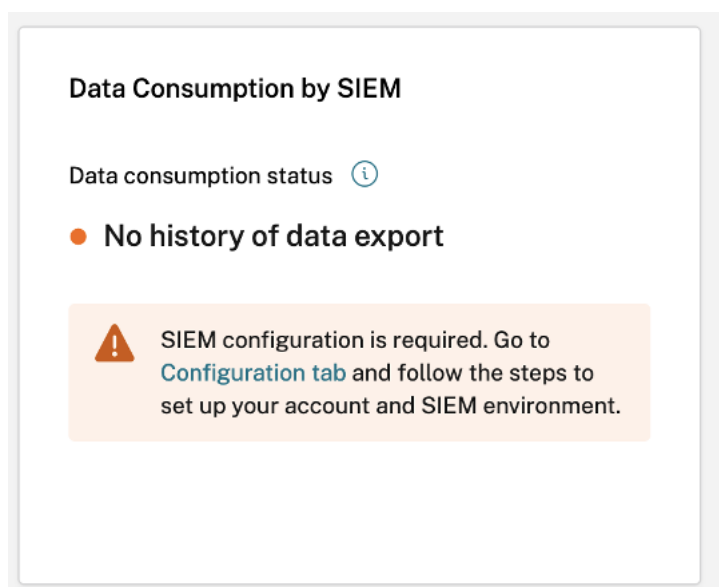 Data Consumption by SIEM
Data consumption status
No history of data export
SIEM configuration is required. Go to
Configuration tab and follow the steps to
set up your account and SIEM environment.